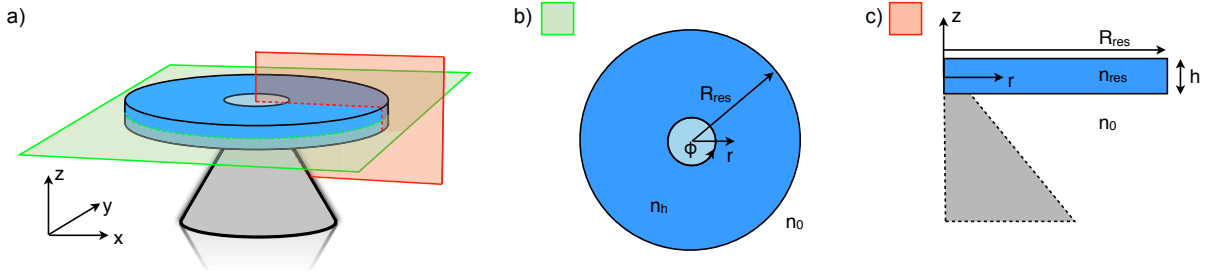 a)
z
y
x
b)
R_res
ϕ
r
n_h
n_0
c)
z
R_res
r
n_res
h
n_0